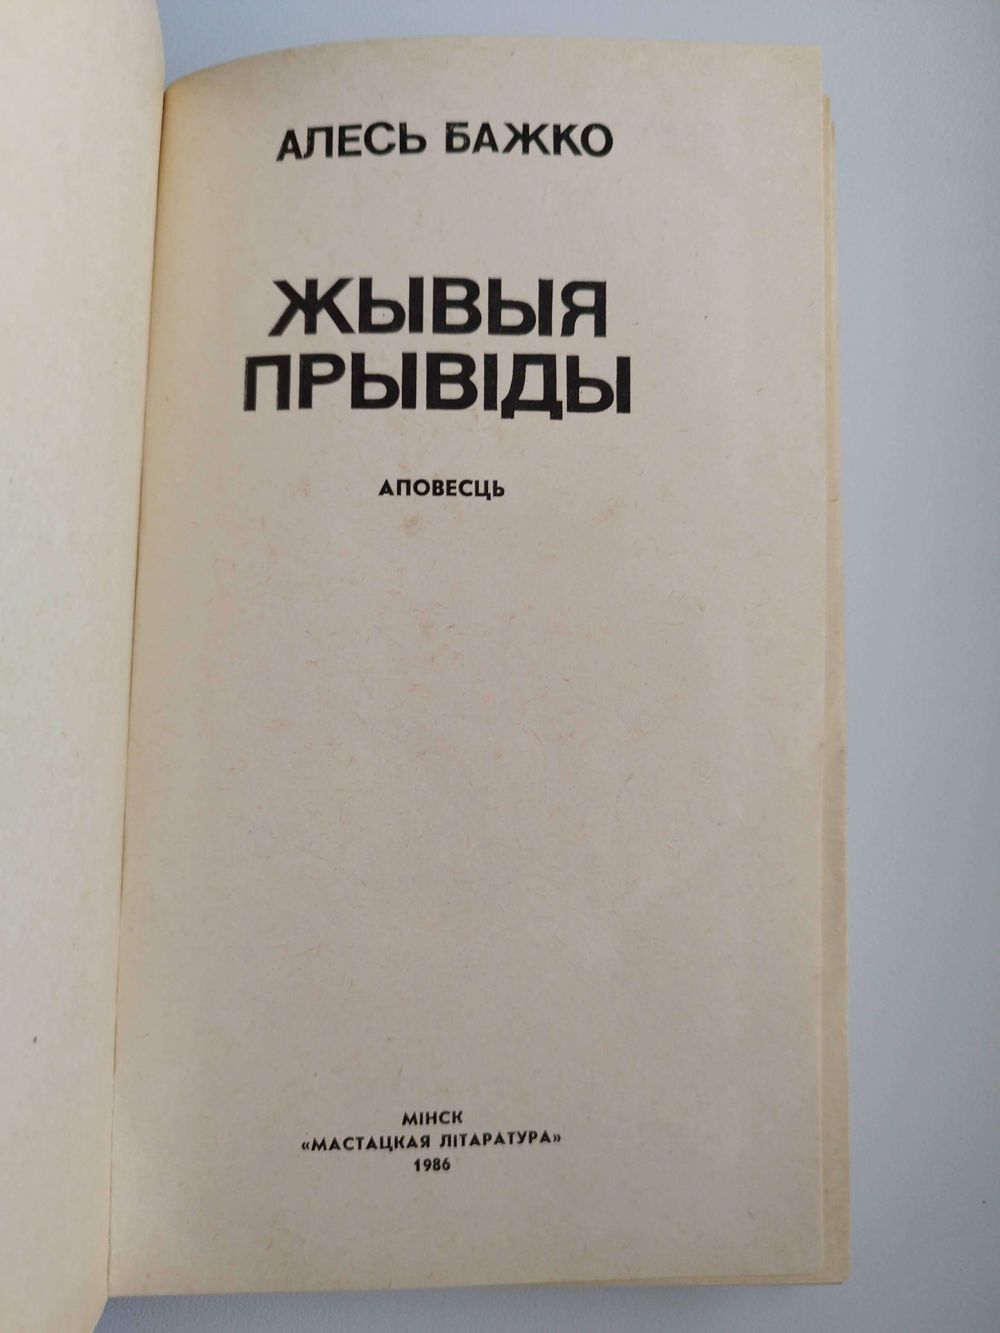 АЛЕСЬ БАЖКО
ЖЫВЫЯ
ПРЫВІДЫ
АПОВЕСЦЬ
МІНСК
«МАСТАЦКАЯ ЛІТАРАТУРА»
1986